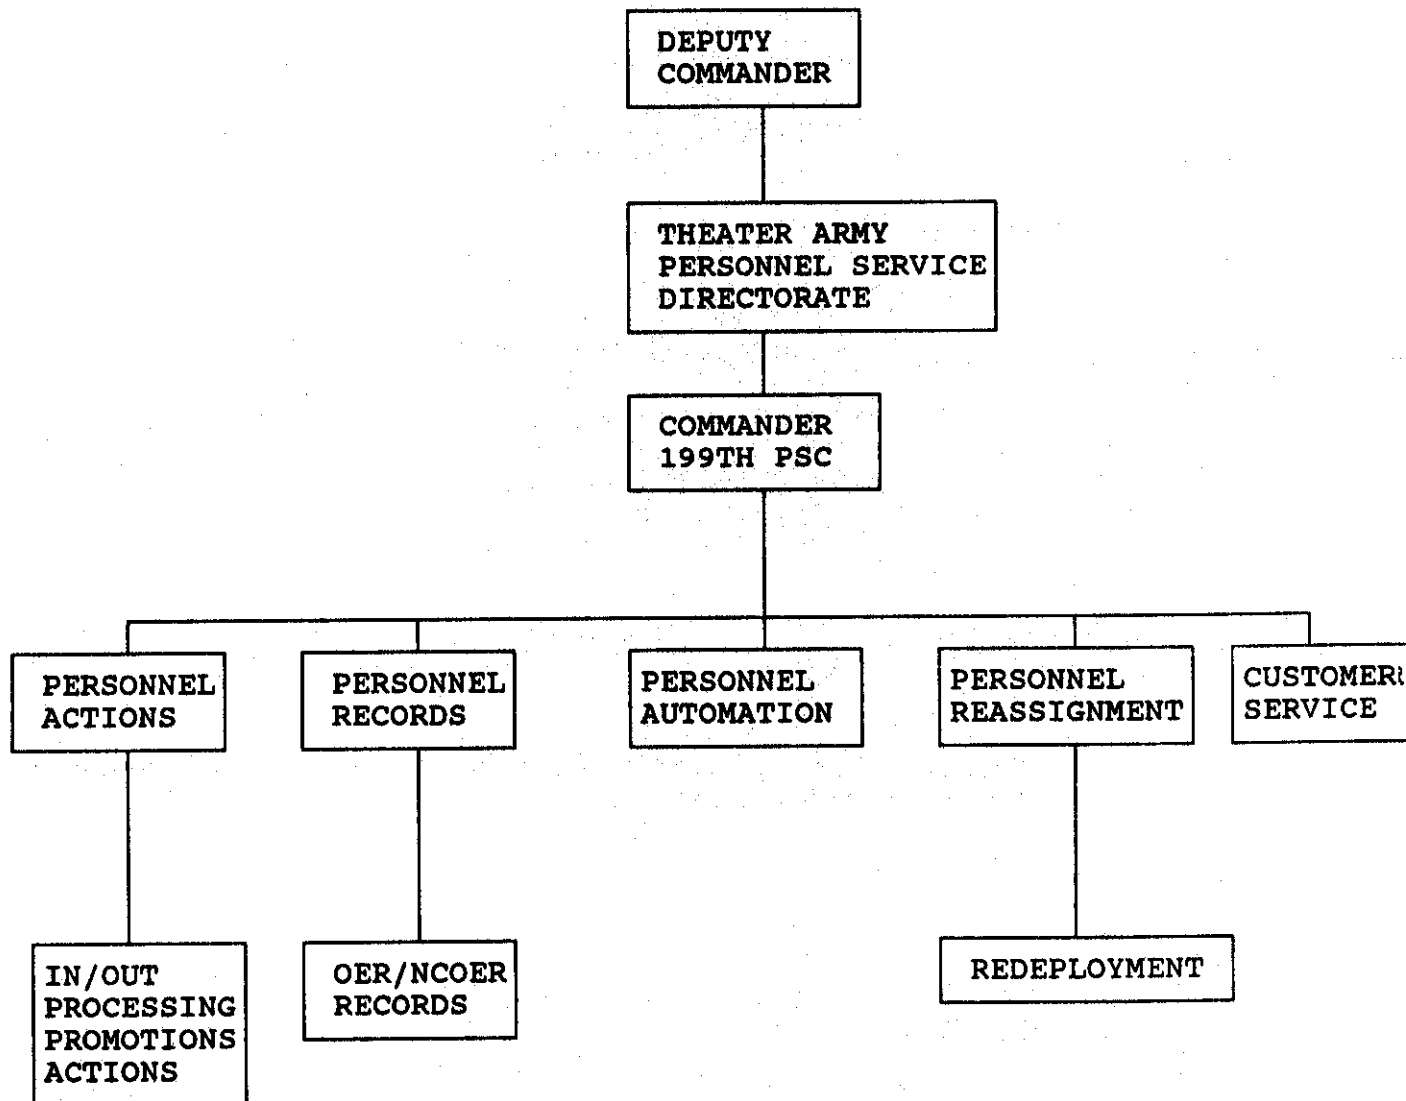 DEPUTY
COMMANDER
THEATER ARMY
PERSONNEL SERVICE
DIRECTORATE
COMMANDER
199TH PSC
PERSONNEL
ACTIONS
PERSONNEL
RECORDS
PERSONNEL
AUTOMATION
PERSONNEL
REASSIGNMENT
CUSTOMER
SERVICE
IN/OUT
PROCESSING
PROMOTIONS
ACTIONS
OER/NCOER
RECORDS
REDEPLOYMENT